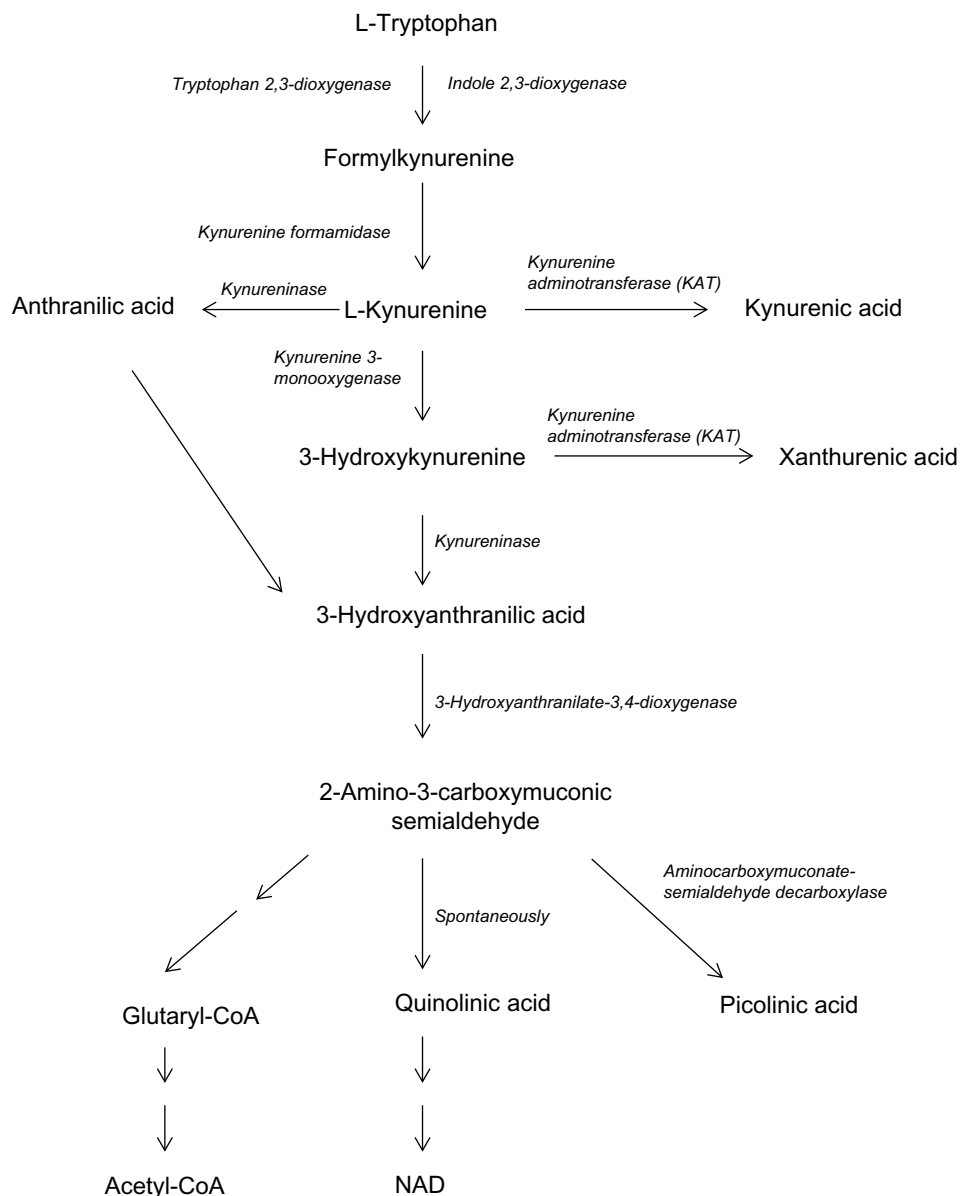 L-Tryptophan
Tryptophan 2,3-dioxygenase
Indole 2,3-dioxygenase
Formylkynurenine
Kynurenine formamidase
Kynurenine
adminotransferase (KAT)
Anthranilic acid
Kynureninase
L-Kynurenine
Kynurenic acid
Kynurenine 3-
monooxygenase
Kynurenine
adminotransferase (KAT)
3-Hydroxykynurenine
Xanthurenic acid
Kynureninase
3-Hydroxyanthranilic acid
3-Hydroxyanthranilate-3,4-dioxygenase
2-Amino-3-carboxymuconic
semialdehyde
Aminocarboxymuconate-
semialdehyde decarboxylase
Spontaneously
Glutaryl-CoA
Quinolinic acid
Picolinic acid
Acetyl-CoA
NAD